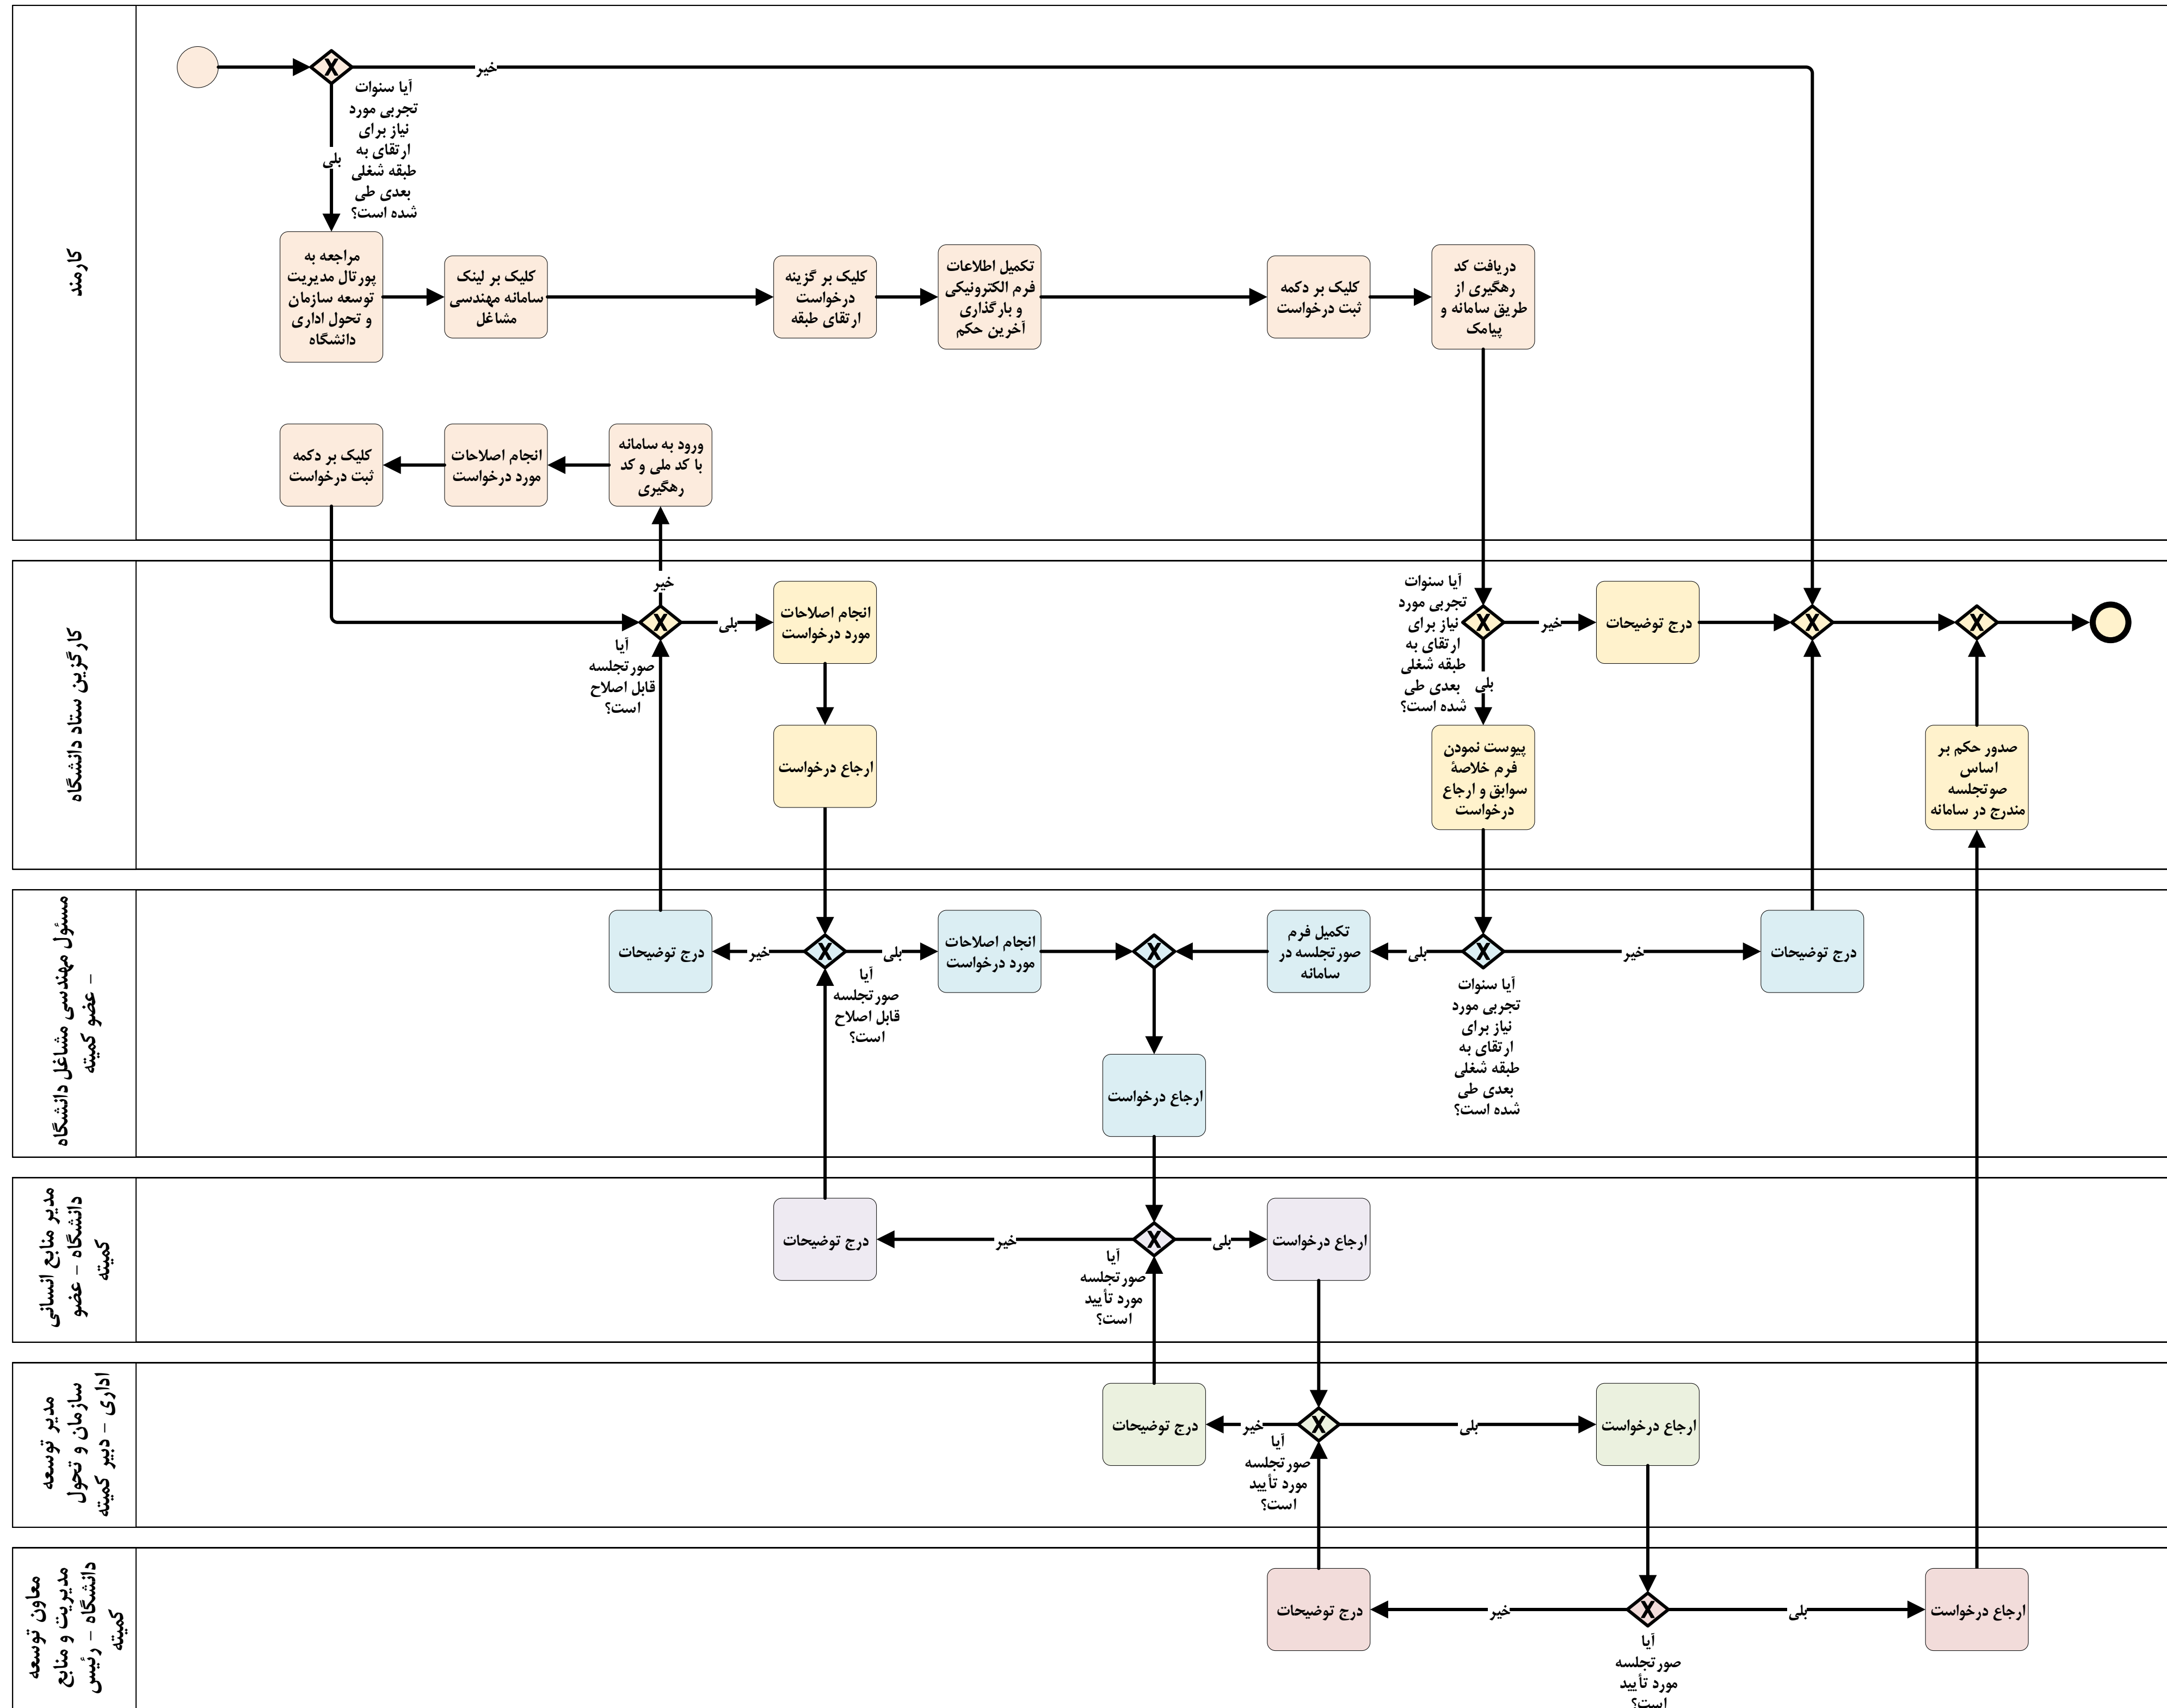 کارمند
خیر
آیا سنوات
تجربی مورد
نیاز برای
ارتقای به
طبقه شغلی
بعدی طی
شده است؟
بلی
مراجعه به
پورتال مدیریت
توسعه سازمان
و تحول اداری
دانشگاه
کلیک بر لینک
سامانه مهندسی
مشاغل
کلیک بر گزینه
درخواست
ارتقای طبقه
تکمیل اطلاعات
فرم الکترونیکی
و بارگذاری
آخرین حکم
کلیک بر دکمه
ثبت درخواست
دریافت کد
رهگیری از
طریق سامانه و
پیامک
کلیک بر دکمه
ثبت درخواست
انجام اصلاحات
مورد درخواست
ورود به سامانه
با کد ملی و کد
رهگیری
کارگزین ستاد دانشگاه
خیر
آیا
صورتجلسه
قابل اصلاح
است؟
بلی
انجام اصلاحات
مورد درخواست
ارجاع درخواست
آیا سنوات
تجربی مورد
نیاز برای
ارتقای به
طبقه شغلی
بعدی طی
شده است؟
خیر
بلی
درج توضیحات
پیوست نمودن
فرم خلاصۀ
سوابق و ارجاع
درخواست
صدور حکم بر
اساس
صوتجلسه
مندرج در سامانه
مسئول مهندسی مشاغل دانشگاه
– عضو کمیته
درج توضیحات
خیر
بلی
آیا
صورتجلسه
قابل اصلاح
است؟
انجام اصلاحات
مورد درخواست
ارجاع درخواست
تکمیل فرم
صورتجلسه در
سامانه
بلی
خیر
آیا سنوات
تجربی مورد
نیاز برای
ارتقای به
طبقه شغلی
بعدی طی
شده است؟
درج توضیحات
مدیر منابع انسانی
دانشگاه – عضو
کمیته
درج توضیحات
خیر
بلی
آیا
صورتجلسه
مورد تأیید
است؟
ارجاع درخواست
مدیر توسعه
سازمان و تحول
اداری – دبیر کمیته
درج توضیحات
خیر
بلی
آیا
صورتجلسه
مورد تأیید
است؟
ارجاع درخواست
معاون توسعه
مدیریت و منابع
دانشگاه – رئیس
کمیته
درج توضیحات
خیر
بلی
آیا
صورتجلسه
مورد تأیید
است؟
ارجاع درخواست